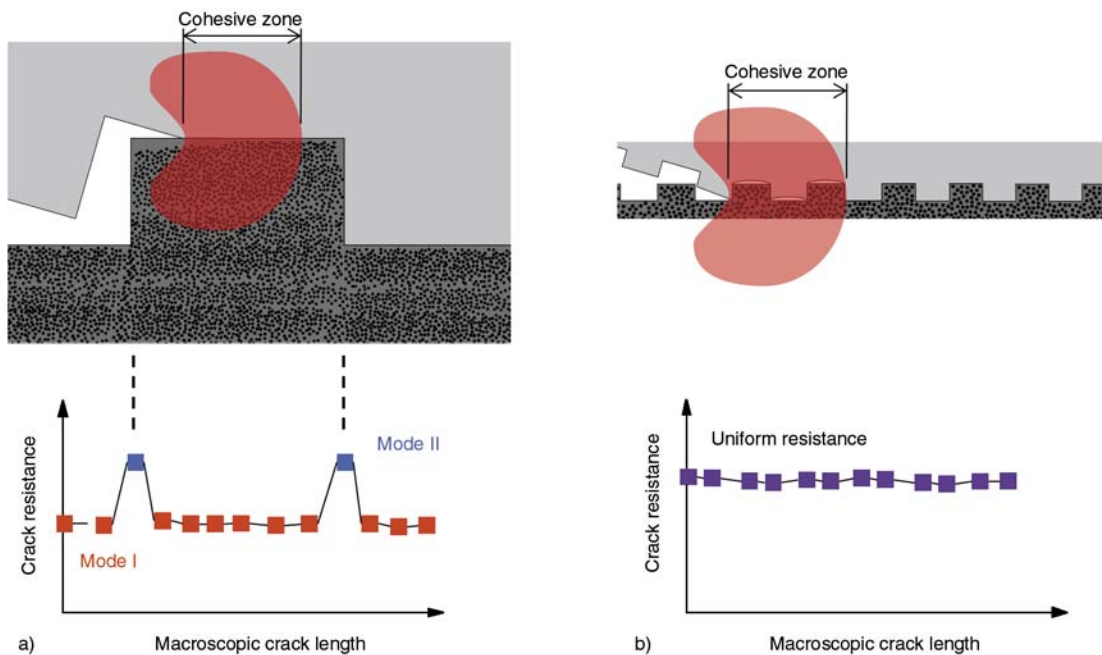 Cohesive zone
Crack resistance
Mode II
Mode I
a)
Macroscopic crack length
Cohesive zone
Crack resistance
Uniform resistance
b)
Macroscopic crack length